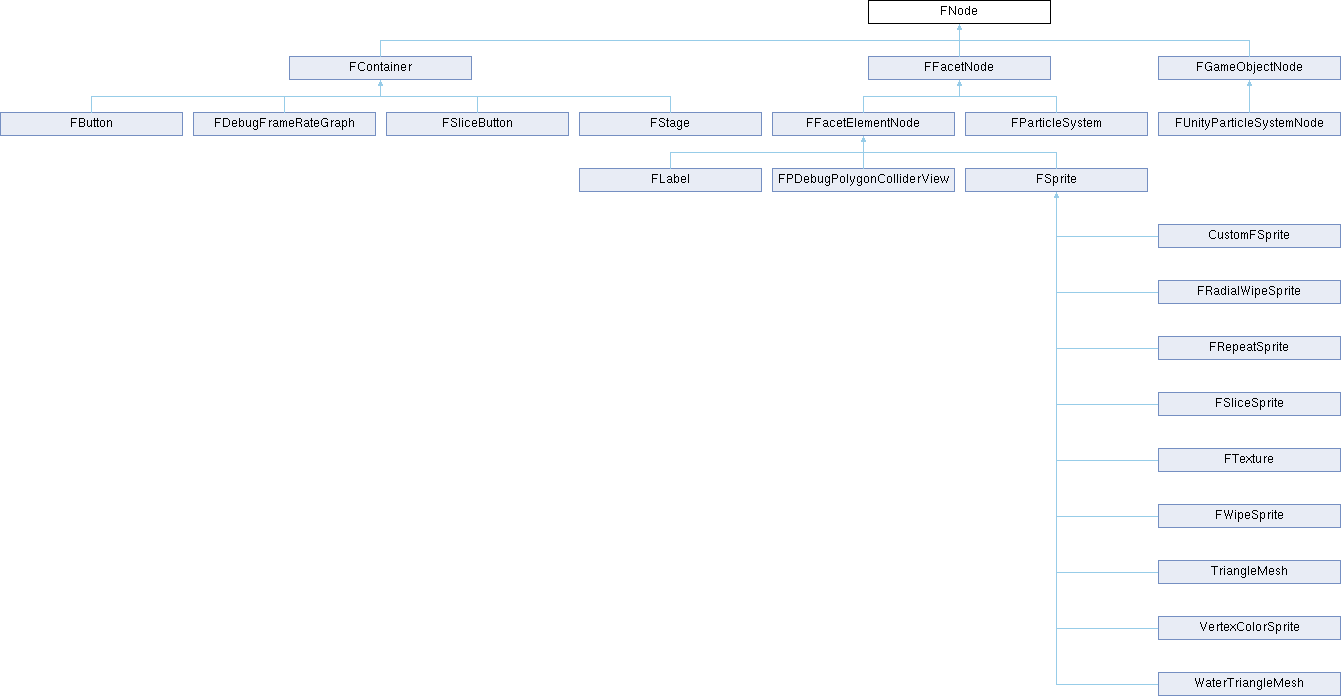 FNode
FContainer
FFacetNode
FGameObjectNode
FButton
FDebugFrameRateGraph
FSliceButton
FStage
FFacetElementNode
FParticleSystem
FUnityParticleSystemNode
FLabel
FPDebugPolygonColliderView
FSprite
CustomFSprite
FRadialWipeSprite
FRepeatSprite
FSliceSprite
FTexture
FWipeSprite
TriangleMesh
VertexColorSprite
WaterTriangleMesh